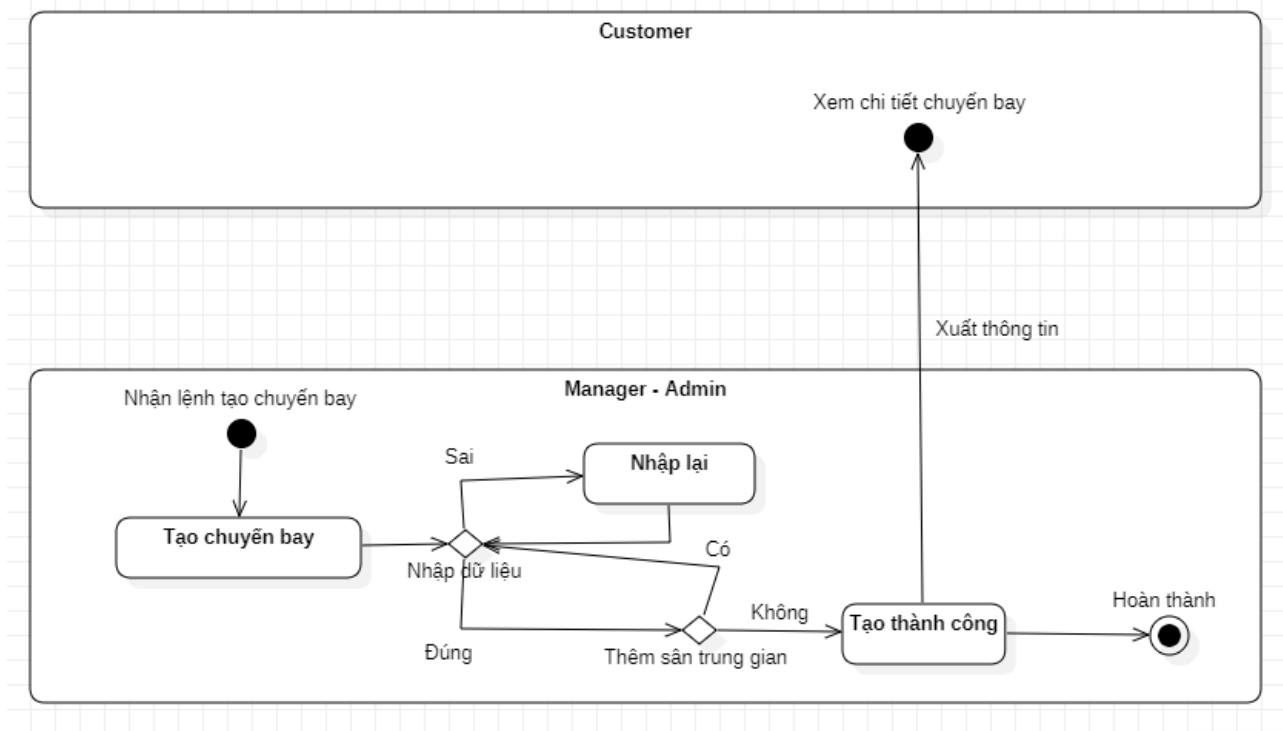 Customer
Xem chi tiết chuyến bay
Xuất thông tin
Manager - Admin
Nhận lệnh tạo chuyến bay
Sai
Nhập lại
Tạo chuyến bay
Có
Nhập dữ liệu
Không
Hoàn thành
Tạo thành công
Đúng
Thêm sân trung gian